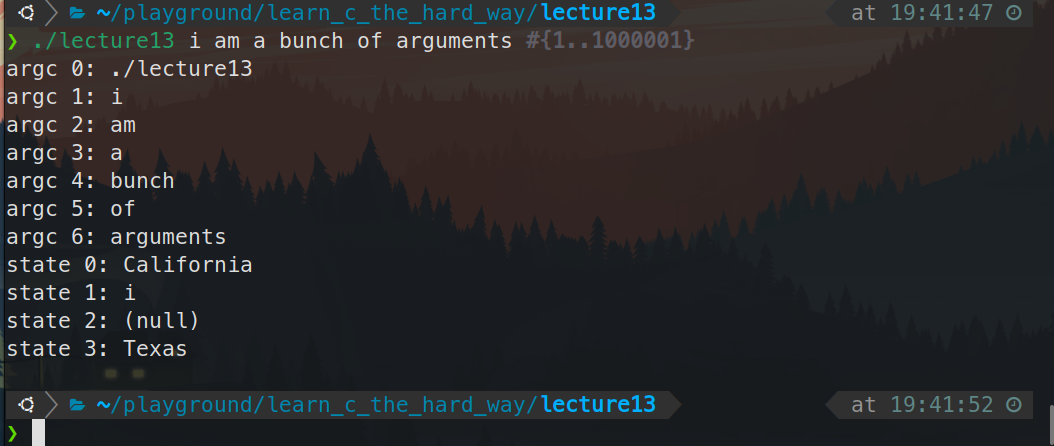 ~/playground/learn_c_the_hard_way/lecture13 at 19:41:47
❯ ./lecture13 i am a bunch of arguments #{1..1000001}
argc 0: ./lecture13
argc 1: i
argc 2: am
argc 3: a
argc 4: bunch
argc 5: of
argc 6: arguments
state 0: California
state 1: i
state 2: (null)
state 3: Texas
~/playground/learn_c_the_hard_way/lecture13 at 19:41:52
❯